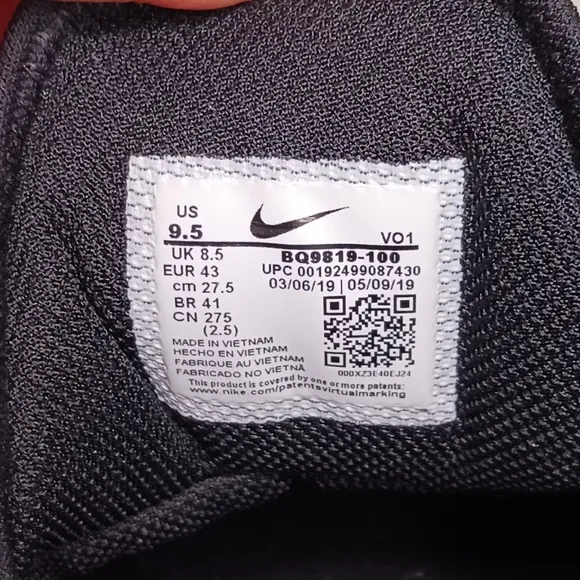 US
9.5
VO1
UK 8.5
BQ9819-100
EUR 43
UPC 00192499087430
cm 27.5
03/06/19 | 05/09/19
BR 41
CN 275
(2.5)
MADE IN VIETNAM
HECHO EN VIETNAM
FABRIQUE AU VIETNAM
FABRICADO NO VIETNÃ
000XZ3E40EJ24
This product is covered by one or more patents:
www.nike.com/patentsvirtualmarking